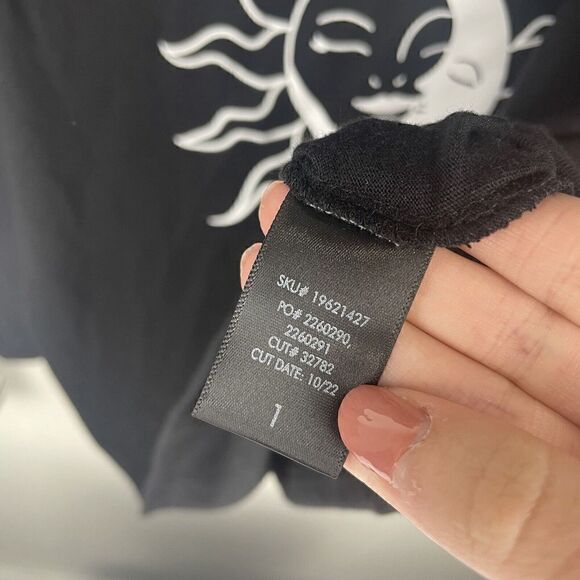 SKU# 19621427
PO# 2260290,
2260291
CUT# 32782
CUT DATE: 10/22
1